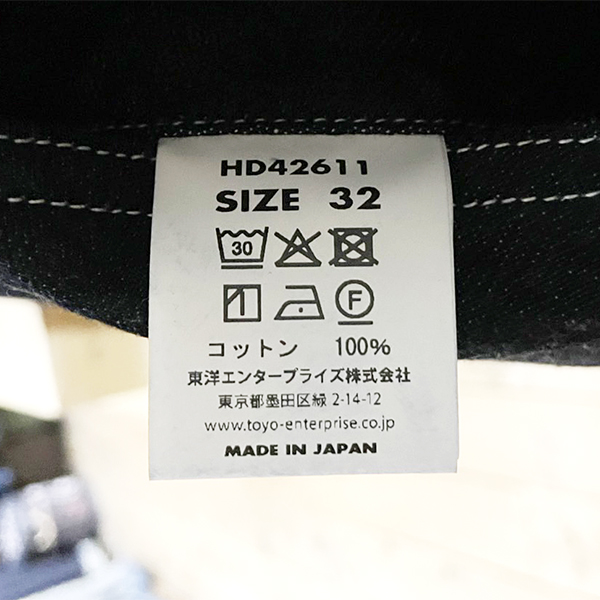 HD42611
SIZE 32
30
F
コットン 100%
東洋エンタープライズ株式会社
東京都墨田区緑 2-14-12
www.toyo-enterprise.co.jp
MADE IN JAPAN